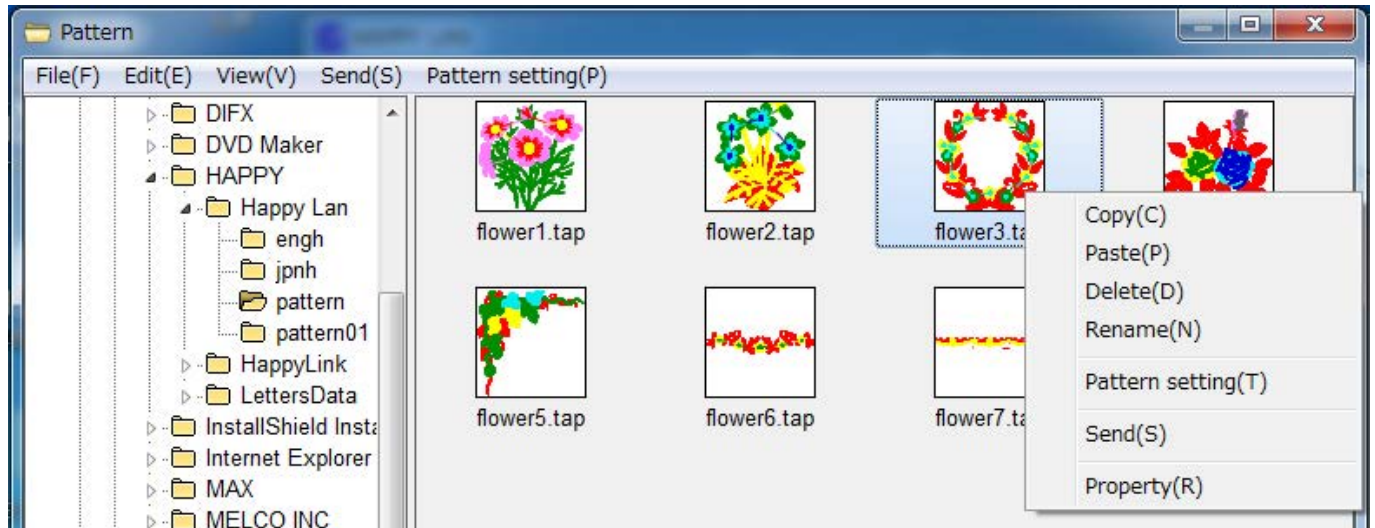 Pattern
File(F) Edit(E) View(V) Send(S) Pattern setting(P)
DIFX
DVD Maker
HAPPY
Happy Lan
engh
jpnh
pattern
pattern01
HappyLink
LettersData
InstallShield Insta
Internet Explorer
MAX
MELCO INC
flower1.tap flower2.tap flower3.ta
flower5.tap flower6.tap flower7.ta
Copy(C)
Paste(P)
Delete(D)
Rename(N)
Pattern setting(T)
Send(S)
Property(R)